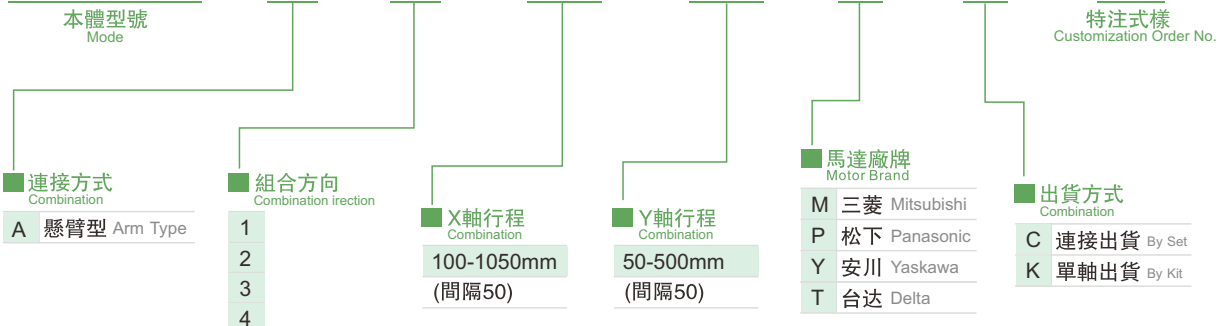 本體型號
Mode
特注式樣
Customization Order No.
連接方式
Combination
A 懸臂型 Arm Type
組合方向
Combination irection
1
2
3
4
X軸行程
Combination
100-1050mm
(間隔50)
Y軸行程
Combination
50-500mm
(間隔50)
馬達廠牌
Motor Brand
M 三菱 Mitsubishi
P 松下 Panasonic
Y 安川 Yaskawa
T 台达 Delta
出貨方式
Combination
C 連接出貨 By Set
K 單軸出貨 By Kit